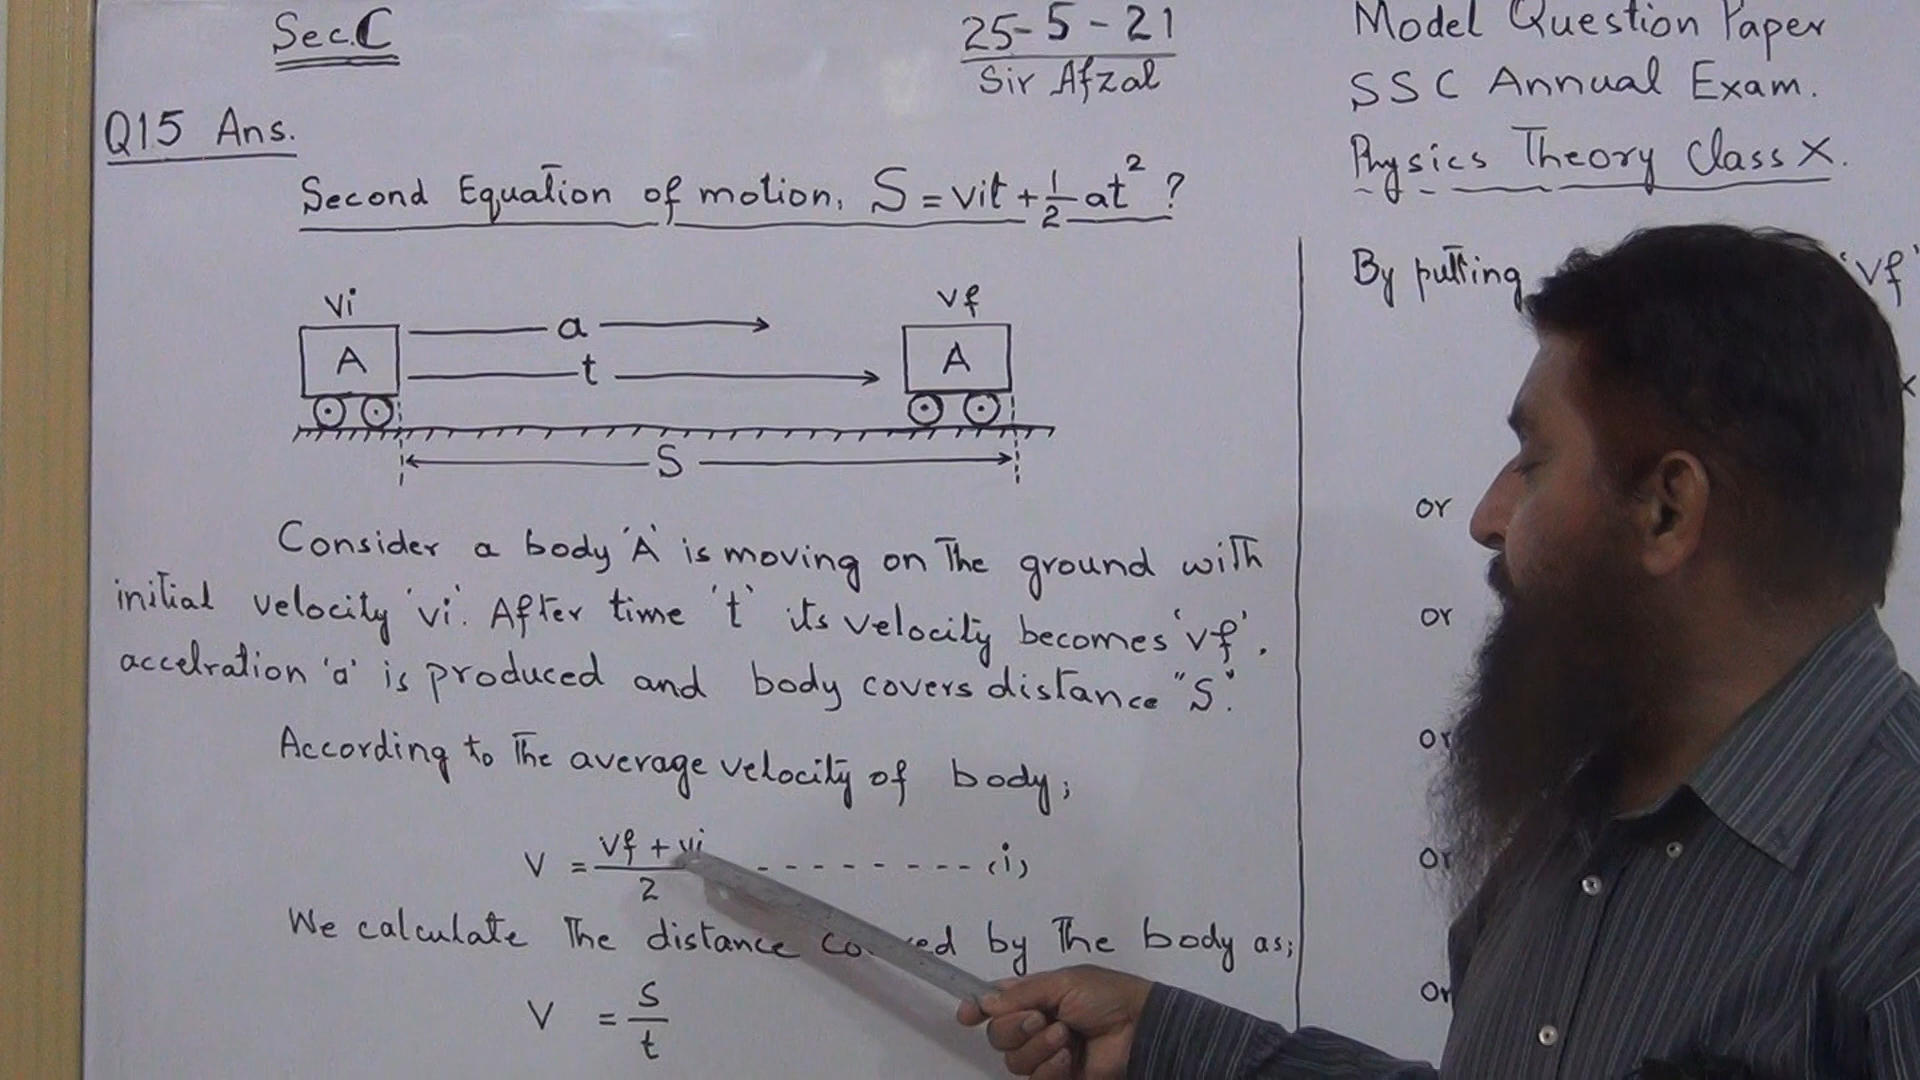 Sec.C
25-5-21
Sir Afzal
Model Question Paper
SSC Annual Exam.
Physics Theory Class X.
Q15 Ans.
Second Equation of motion, S = vit + 1/2 at² ?
vi
vf
A
a
t
A
S
Consider a body 'A' is moving on The ground with
initial velocity 'vi'. After time 't' its velocity becomes 'vf'.
accelration 'a' is produced and body covers distance "S".
According to The average velocity of body;
V = vf + vi / 2 - - - - - - - - (i)
We calculate The distance by The body as;
V = S / t
By putting
'vf'
or
or
or
or
or